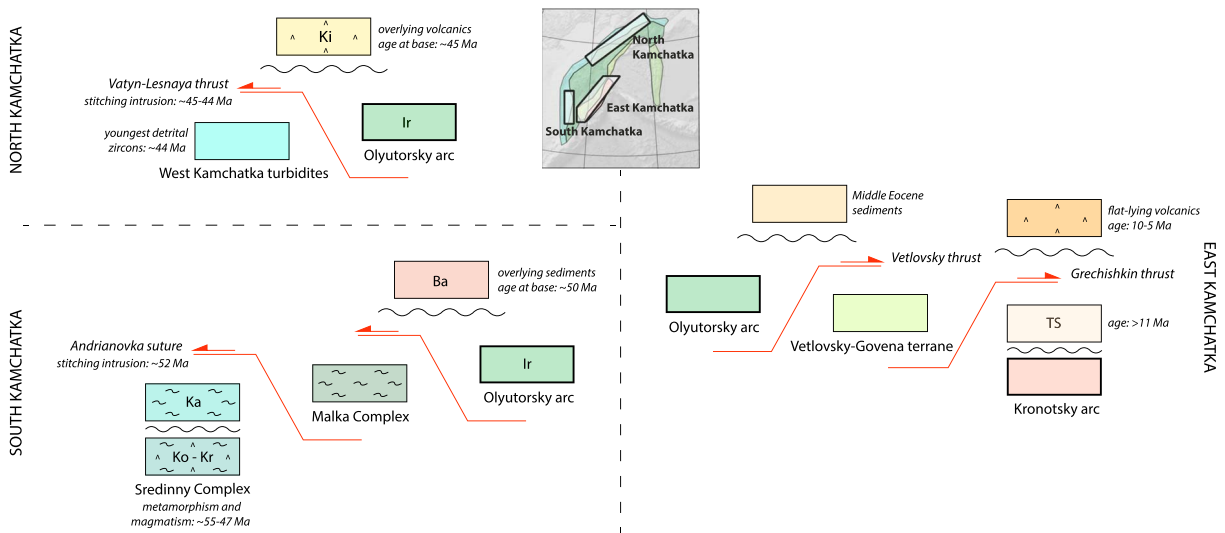 NORTH KAMCHATKA
Ki
overlying volcanics
age at base: ~45 Ma
Vatyn-Lesnaya thrust
stitching intrusion: ~45-44 Ma
youngest detrital
zircons: ~44 Ma
West Kamchatka turbidites
Ir
Olyutorsky arc
North
Kamchatka
East Kamchatka
South Kamchatka
SOUTH KAMCHATKA
Ba
overlying sediments
age at base: ~50 Ma
Andrianovka suture
stitching intrusion: ~52 Ma
Ka
Ko - Kr
Sredinny Complex
metamorphism and
magmatism: ~55-47 Ma
Malka Complex
Ir
Olyutorsky arc
EAST KAMCHATKA
Middle Eocene
sediments
Vetlovsky thrust
Olyutorsky arc
Vetlovsky-Govena terrane
flat-lying volcanics
age: 10-5 Ma
Grechishkin thrust
TS
age: >11 Ma
Kronotsky arc